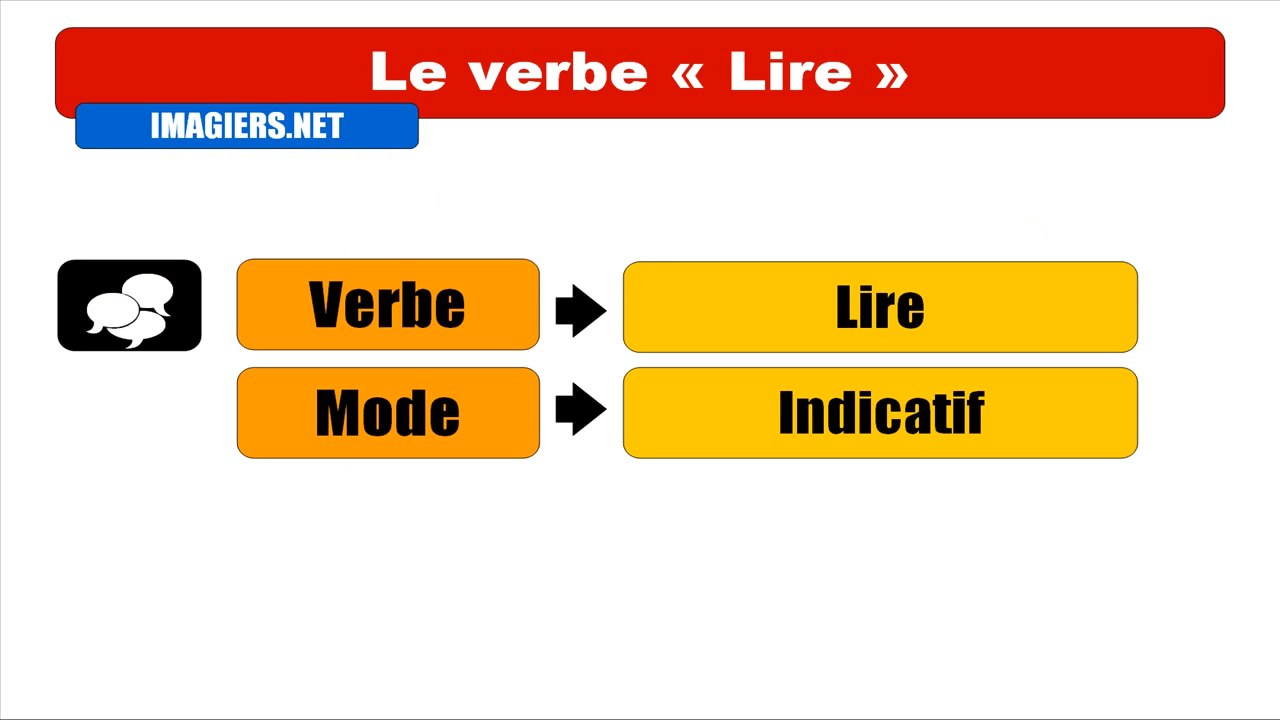 Le verbe « Lire »
IMAGIERS.NET
Verbe
Lire
Mode
Indicatif